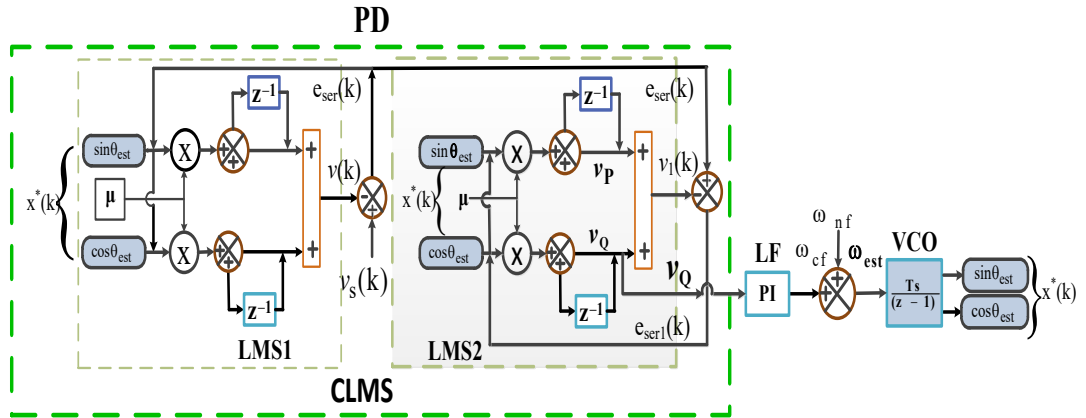 PD
e_ser(k)
z⁻¹
sinθ_est
X
+
+
+
v(k)
x*(k)
μ
-
+
cosθ_est
X
+
+
+
v_s(k)
z⁻¹
LMS1
e_ser(k)
z⁻¹
sinθ_est
X
+
+
v_P
+
v_1(k)
+
-
x*(k)
μ
cosθ_est
X
+
+
v_Q
+
v_Q
z⁻¹
e_ser1(k)
LMS2
CLMS
LF
PI
ω_nf
ω_cf
+
+
ω_est
VCO
Ts
(z − 1)
sinθ_est
cosθ_est
x*(k)